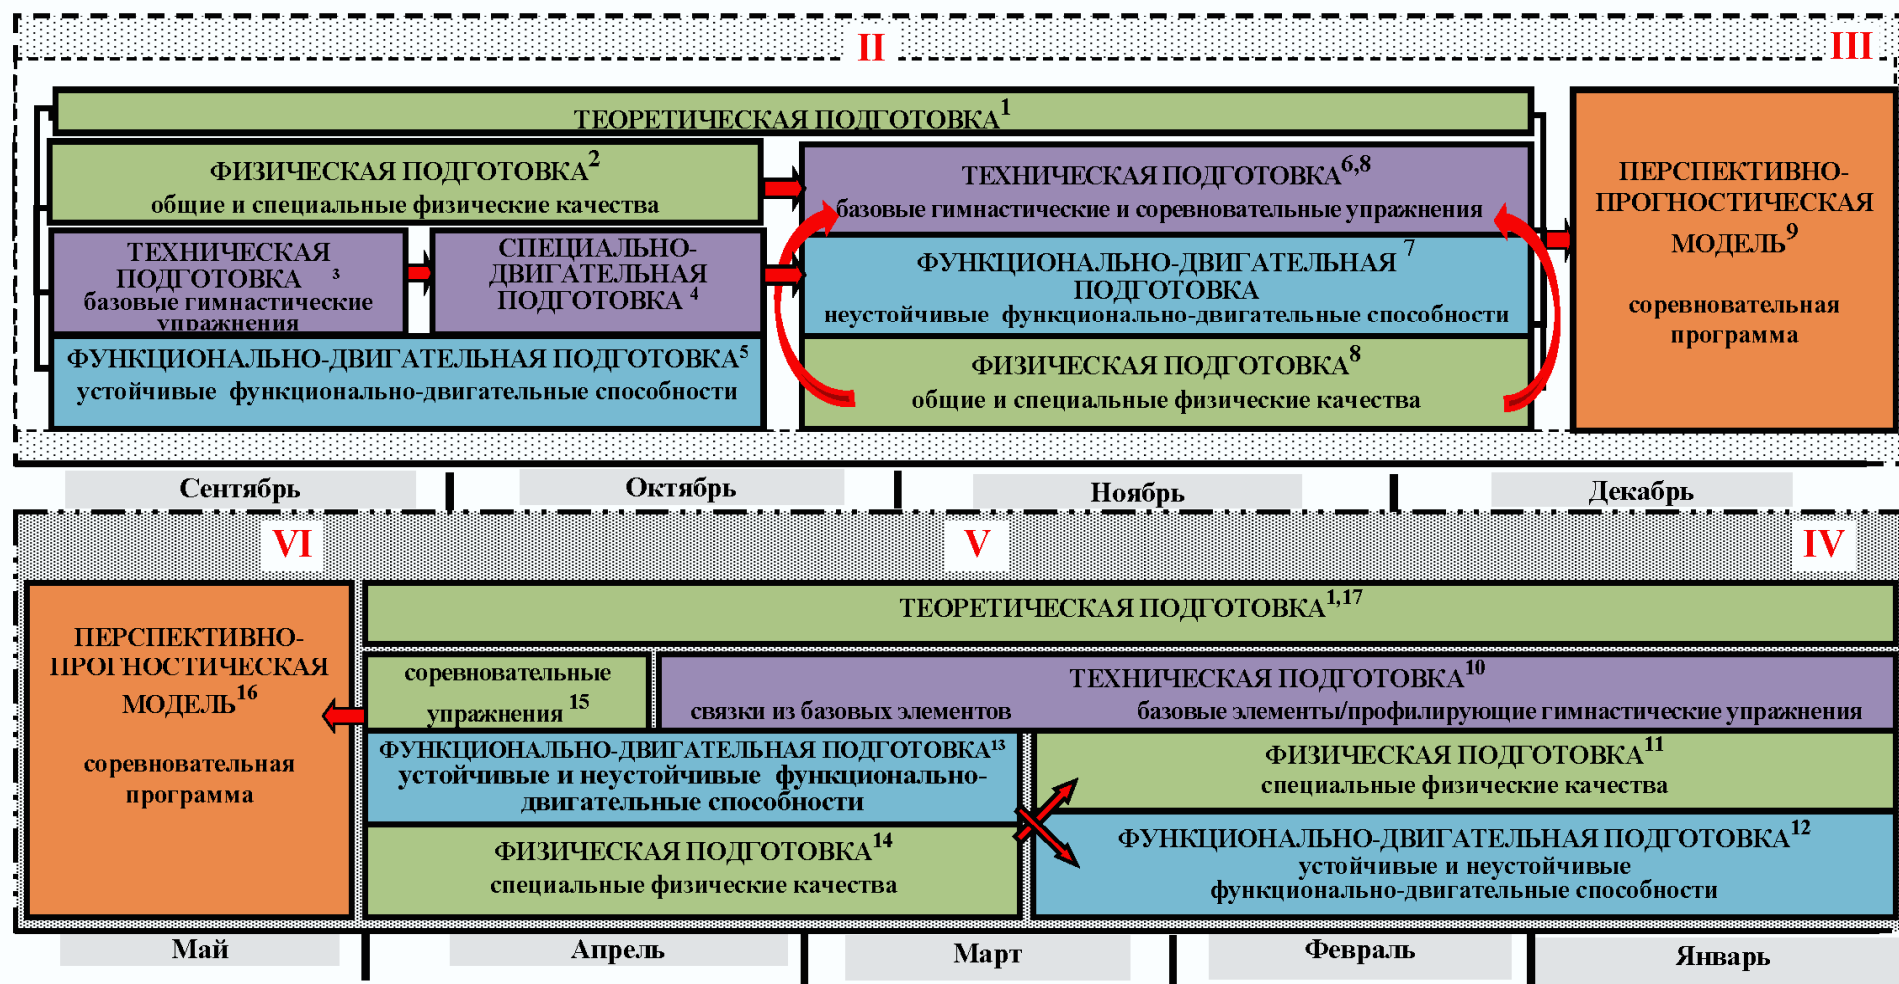 II
III
ТЕОРЕТИЧЕСКАЯ ПОДГОТОВКА1
ФИЗИЧЕСКАЯ ПОДГОТОВКА2
общие и специальные физические качества
ТЕХНИЧЕСКАЯ
ПОДГОТОВКА 3
базовые гимнастические
упражнения
СПЕЦИАЛЬНО-
ДВИГАТЕЛЬНАЯ
ПОДГОТОВКА 4
ФУНКЦИОНАЛЬНО-ДВИГАТЕЛЬНАЯ ПОДГОТОВКА5
устойчивые функционально-двигательные способности
ТЕХНИЧЕСКАЯ ПОДГОТОВКА6,8
базовые гимнастические и соревновательные упражнения
ФУНКЦИОНАЛЬНО-ДВИГАТЕЛЬНАЯ 7
ПОДГОТОВКА
неустойчивые функционально-двигательные способности
ФИЗИЧЕСКАЯ ПОДГОТОВКА8
общие и специальные физические качества
ПЕРСПЕКТИВНО-
ПРОГНОСТИЧЕСКАЯ
МОДЕЛЬ9
соревновательная
программа
Сентябрь
Октябрь
Ноябрь
Декабрь
VI
V
IV
ПЕРСПЕКТИВНО-
ПРОГНОСТИЧЕСКАЯ
МОДЕЛЬ16
соревновательная
программа
ТЕОРЕТИЧЕСКАЯ ПОДГОТОВКА1,17
соревновательные
упражнения 15
ТЕХНИЧЕСКАЯ ПОДГОТОВКА10
связки из базовых элементов
базовые элементы/профилирующие гимнастические упражнения
ФУНКЦИОНАЛЬНО-ДВИГАТЕЛЬНАЯ ПОДГОТОВКА13
устойчивые и неустойчивые функционально-
двигательные способности
ФИЗИЧЕСКАЯ ПОДГОТОВКА14
специальные физические качества
ФИЗИЧЕСКАЯ ПОДГОТОВКА11
специальные физические качества
ФУНКЦИОНАЛЬНО-ДВИГАТЕЛЬНАЯ ПОДГОТОВКА12
устойчивые и неустойчивые
функционально-двигательные способности
Май
Апрель
Март
Февраль
Январь